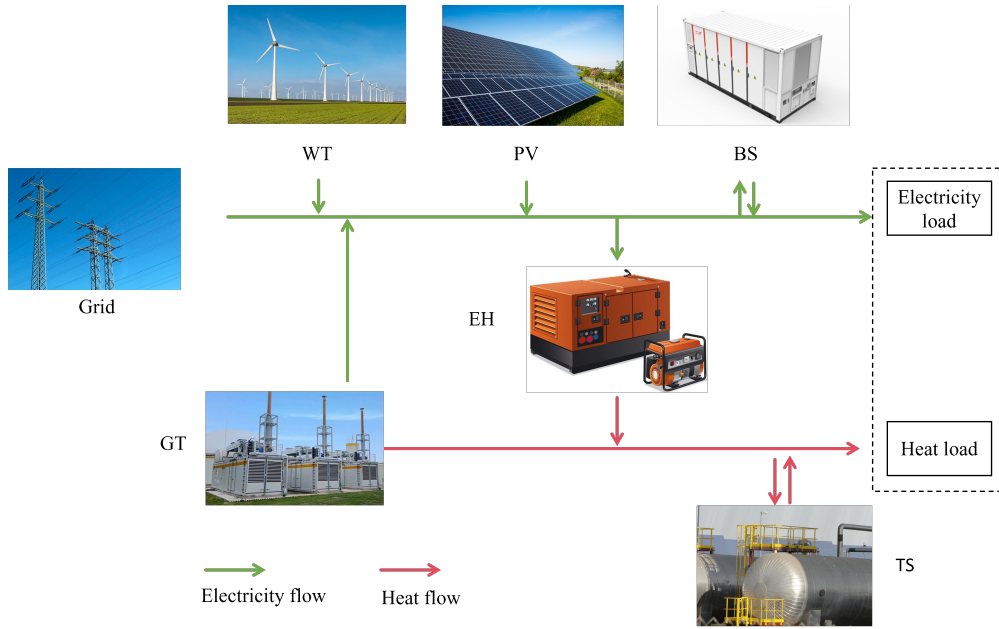 WT
PV
BS
Grid
Electricity
load
EH
GT
Heat load
TS
Electricity flow
Heat flow